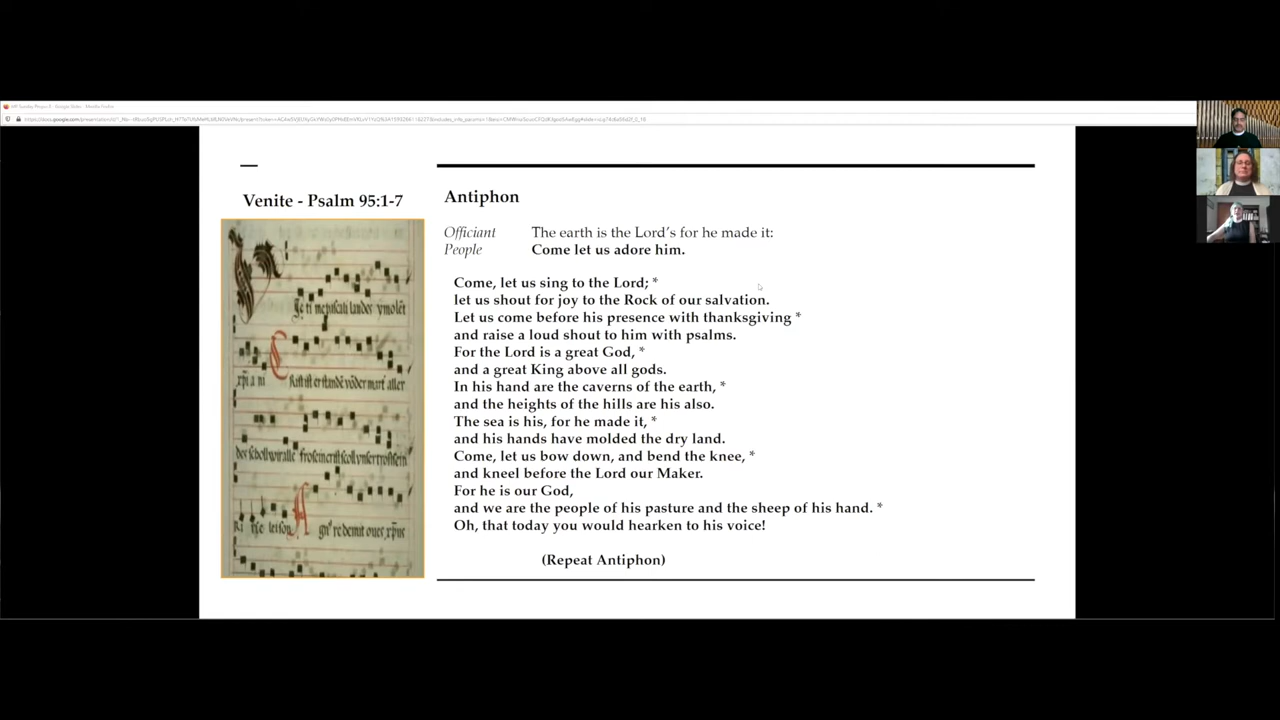 Venite - Psalm 95:1-7
Antiphon
Officiant The earth is the Lord's for he made it:
People Come let us adore him.
Come, let us sing to the Lord; *
let us shout for joy to the Rock of our salvation.
Let us come before his presence with thanksgiving *
and raise a loud shout to him with psalms.
For the Lord is a great God, *
and a great King above all gods.
In his hand are the caverns of the earth, *
and the heights of the hills are his also.
The sea is his, for he made it, *
and his hands have molded the dry land.
Come, let us bow down, and bend the knee, *
and kneel before the Lord our Maker.
For he is our God,
and we are the people of his pasture and the sheep of his hand. *
Oh, that today you would hearken to his voice!
(Repeat Antiphon)